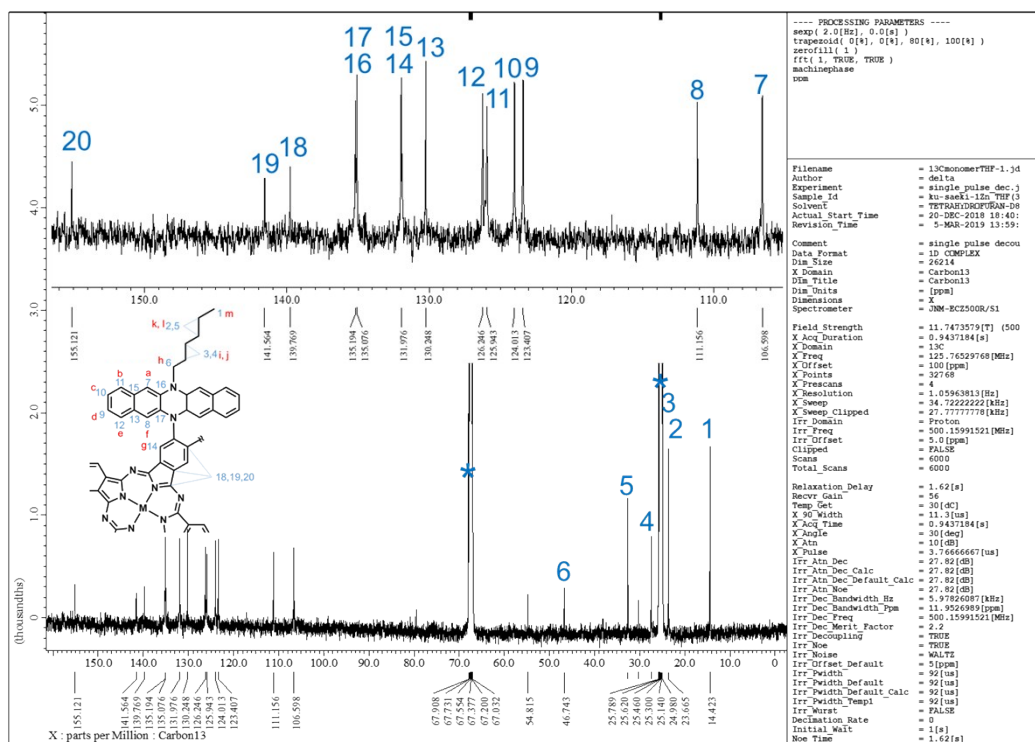 17 15 13
16 14
12 10 9
11
8 7
20 19 18
5.0
4.0
3.0
150.0 140.0 130.0 120.0 110.0
155.121 141.564 139.769 135.194 135.076 131.976 130.248 126.246 125.943 124.013 123.407 111.156 106.598
1 m
k, l 2,5
h 3,4 i, j
6
b a
11 7 16 N
c 10 15
d 9 13 17 N
12 8
e f
g 14
18,19,20
N N N N
M
N N N
2.0
1.0
0
(thousandths)
* *
3 2 1
5 4
6
150.0 140.0 130.0 120.0 110.0 100.0 90.0 80.0 70.0 60.0 50.0 40.0 30.0 20.0 10.0 0
155.121 141.564 139.769 135.194 135.076 131.976 130.248 126.246 125.943 124.013 123.407 111.156 106.598 67.908 67.731 67.554 67.377 67.200 67.032 54.815 46.743 25.789 25.620 25.460 25.300 25.140 24.980 23.665 14.423
X : parts per Million : Carbon13
---- PROCESSING PARAMETERS ----
sexp( 2.0[Hz], 0.0[s] )
trapezoid( 0[%], 0[%], 80[%], 100[%] )
zerofill( 1 )
fft( 1, TRUE, TRUE )
machinephase
ppm
Filename = 13CmonomerTHF-1.jd
Author = delta
Experiment = single_pulse_dec.j
Sample_Id = ku-saeki-1Zn_THF(3
Solvent = TETRAHYDROFURAN-D8
Actual_Start_Time = 20-DEC-2018 18:40:
Revision_Time = 5-MAR-2019 13:59:
Comment = single pulse decou
Data_Format = 1D COMPLEX
Dim_Size = 26214
X_Domain = Carbon13
Dim_Title = Carbon13
Dim_Units = [ppm]
Dimensions = X
Spectrometer = JNM-ECZ500R/S1
Field_Strength = 11.7473579[T] (500
X_Acq_Duration = 0.9437184[s]
X_Domain = 13C
X_Freq = 125.76529768[MHz]
X_Offset = 100[ppm]
X_Points = 32768
X_Prescans = 4
X_Resolution = 1.05963813[Hz]
X_Sweep = 34.72222222[kHz]
X_Sweep_Clipped = 27.77777778[kHz]
Irr_Domain = Proton
Irr_Freq = 500.15991521[MHz]
Irr_Offset = 5.0[ppm]
Clipped = FALSE
Scans = 6000
Total_Scans = 6000
Relaxation_Delay = 1.62[s]
Recvr_Gain = 56
Temp_Get = 30[dC]
X_90_Width = 11.3[us]
X_Acq_Time = 0.9437184[s]
X_Angle = 30[deg]
X_Atn = 10[dB]
X_Pulse = 3.76666667[us]
Irr_Atn_Dec = 27.82[dB]
Irr_Atn_Dec_Calc = 27.82[dB]
Irr_Atn_Dec_Default_Calc = 27.82[dB]
Irr_Atn_Noe = 27.82[dB]
Irr_Dec_Bandwidth_Hz = 5.97826087[kHz]
Irr_Dec_Bandwidth_Ppm = 11.9526989[ppm]
Irr_Dec_Freq = 500.15991521[MHz]
Irr_Dec_Merit_Factor = 2.2
Irr_Decoupling = TRUE
Irr_Noe = TRUE
Irr_Noise = WALTZ
Irr_Offset_Default = 5[ppm]
Irr_Pwidth = 92[us]
Irr_Pwidth_Default = 92[us]
Irr_Pwidth_Default_Calc = 92[us]
Irr_Pwidth_Temp1 = 92[us]
Irr_Wurst = FALSE
Decimation_Rate = 0
Initial_Wait = 1[s]
Noe_Time = 1.62[s]